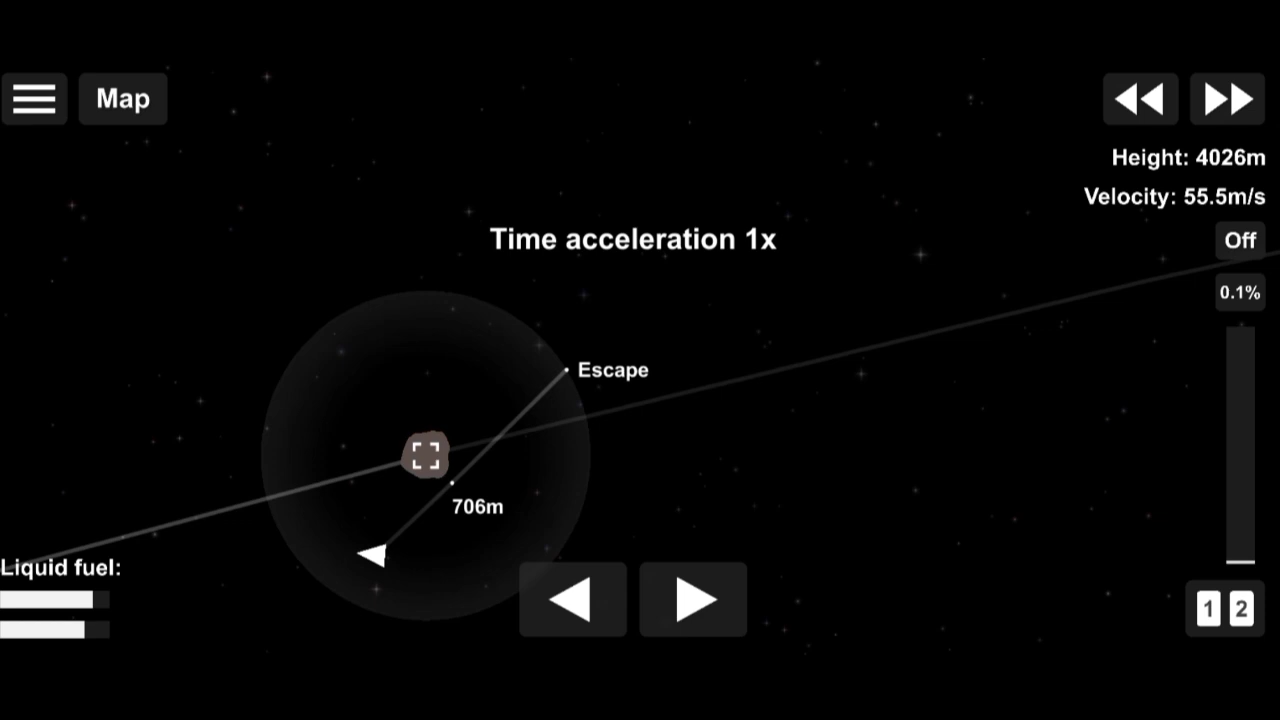 Map
Height: 4026m
Velocity: 55.5m/s
Time acceleration 1x
Off
0.1%
Escape
706m
Liquid fuel:
1 2